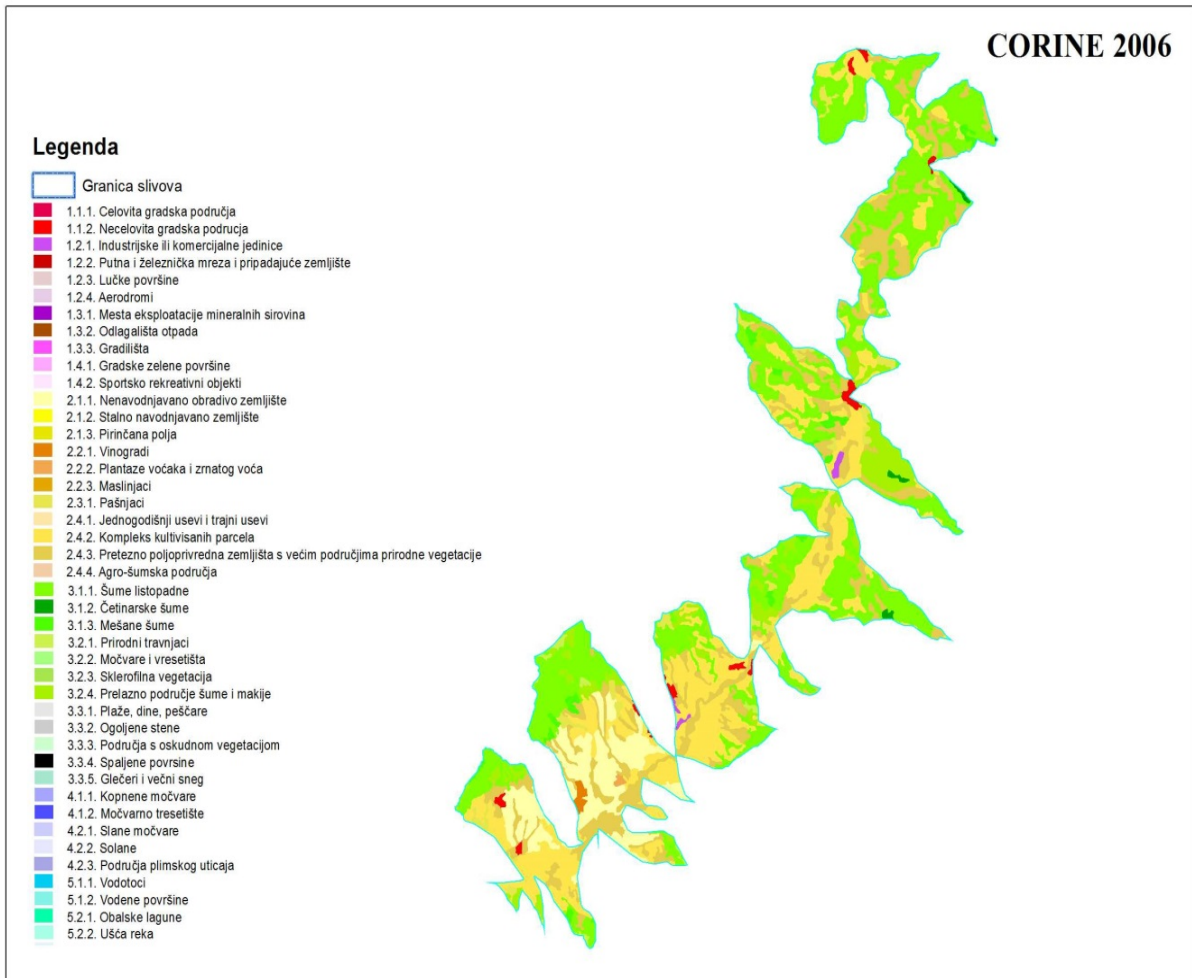 CORINE 2006
Legenda
Granica slivova
1.1.1. Celovita gradska područja
1.1.2. Necelovita gradska podrucja
1.2.1. Industrijske ili komercijalne jedinice
1.2.2. Putna i železnička mreza i pripadajuće zemljište
1.2.3. Lučke površine
1.2.4. Aerodromi
1.3.1. Mesta eksploatacije mineralnih sirovina
1.3.2. Odlagališta otpada
1.3.3. Gradilišta
1.4.1. Gradske zelene površine
1.4.2. Sportsko rekreativni objekti
2.1.1. Nenavodnjavano obradivo zemljište
2.1.2. Stalno navodnjavano zemljište
2.1.3. Pirinčana polja
2.2.1. Vinogradi
2.2.2. Plantaze voćaka i zrnatog voća
2.2.3. Maslinjaci
2.3.1. Pašnjaci
2.4.1. Jednogodišnji usevi i trajni usevi
2.4.2. Kompleks kultivisanih parcela
2.4.3. Pretezno poljoprivredna zemljišta s većim područjima prirodne vegetacije
2.4.4. Agro-šumska područja
3.1.1. Šume listopadne
3.1.2. Četinarske šume
3.1.3. Mešane šume
3.2.1. Prirodni travnjaci
3.2.2. Močvare i vresetišta
3.2.3. Sklerofilna vegetacija
3.2.4. Prelazno područje šume i makije
3.3.1. Plaže, dine, peščare
3.3.2. Ogoljene stene
3.3.3. Područja s oskudnom vegetacijom
3.3.4. Spaljene povrsine
3.3.5. Glečeri i večni sneg
4.1.1. Kopnene močvare
4.1.2. Močvarno tresetište
4.2.1. Slane močvare
4.2.2. Solane
4.2.3. Područja plimskog uticaja
5.1.1. Vodotoci
5.1.2. Vodene površine
5.2.1. Obalske lagune
5.2.2. Ušća reka